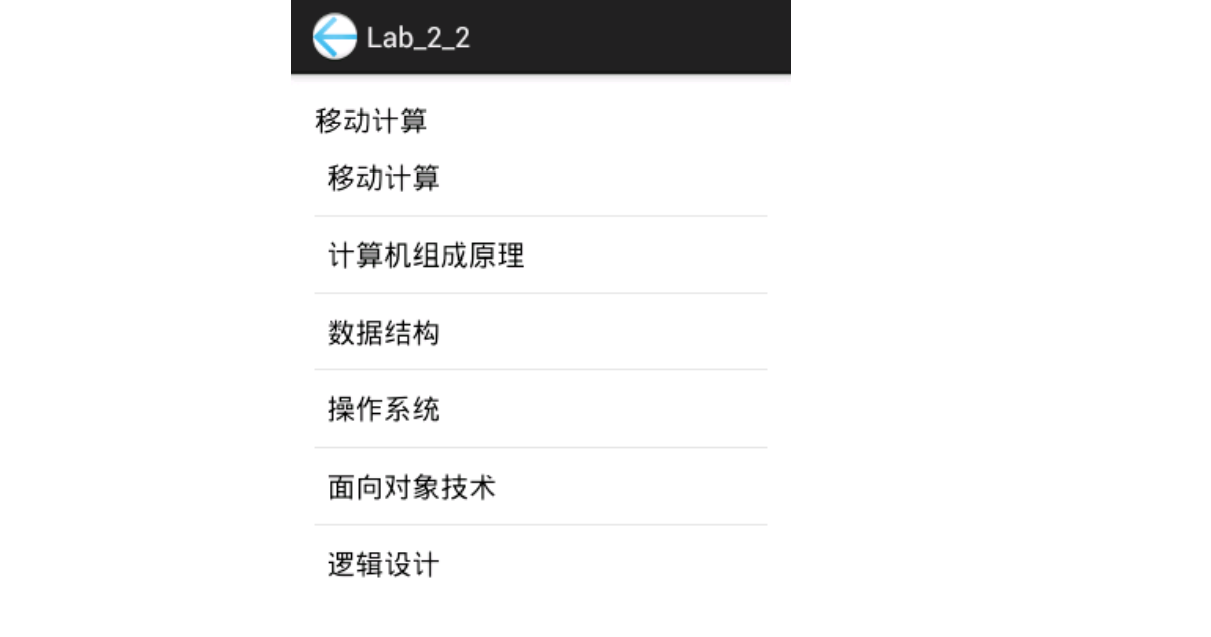 Lab_2_2
移动计算
移动计算
计算机组成原理
数据结构
操作系统
面向对象技术
逻辑设计